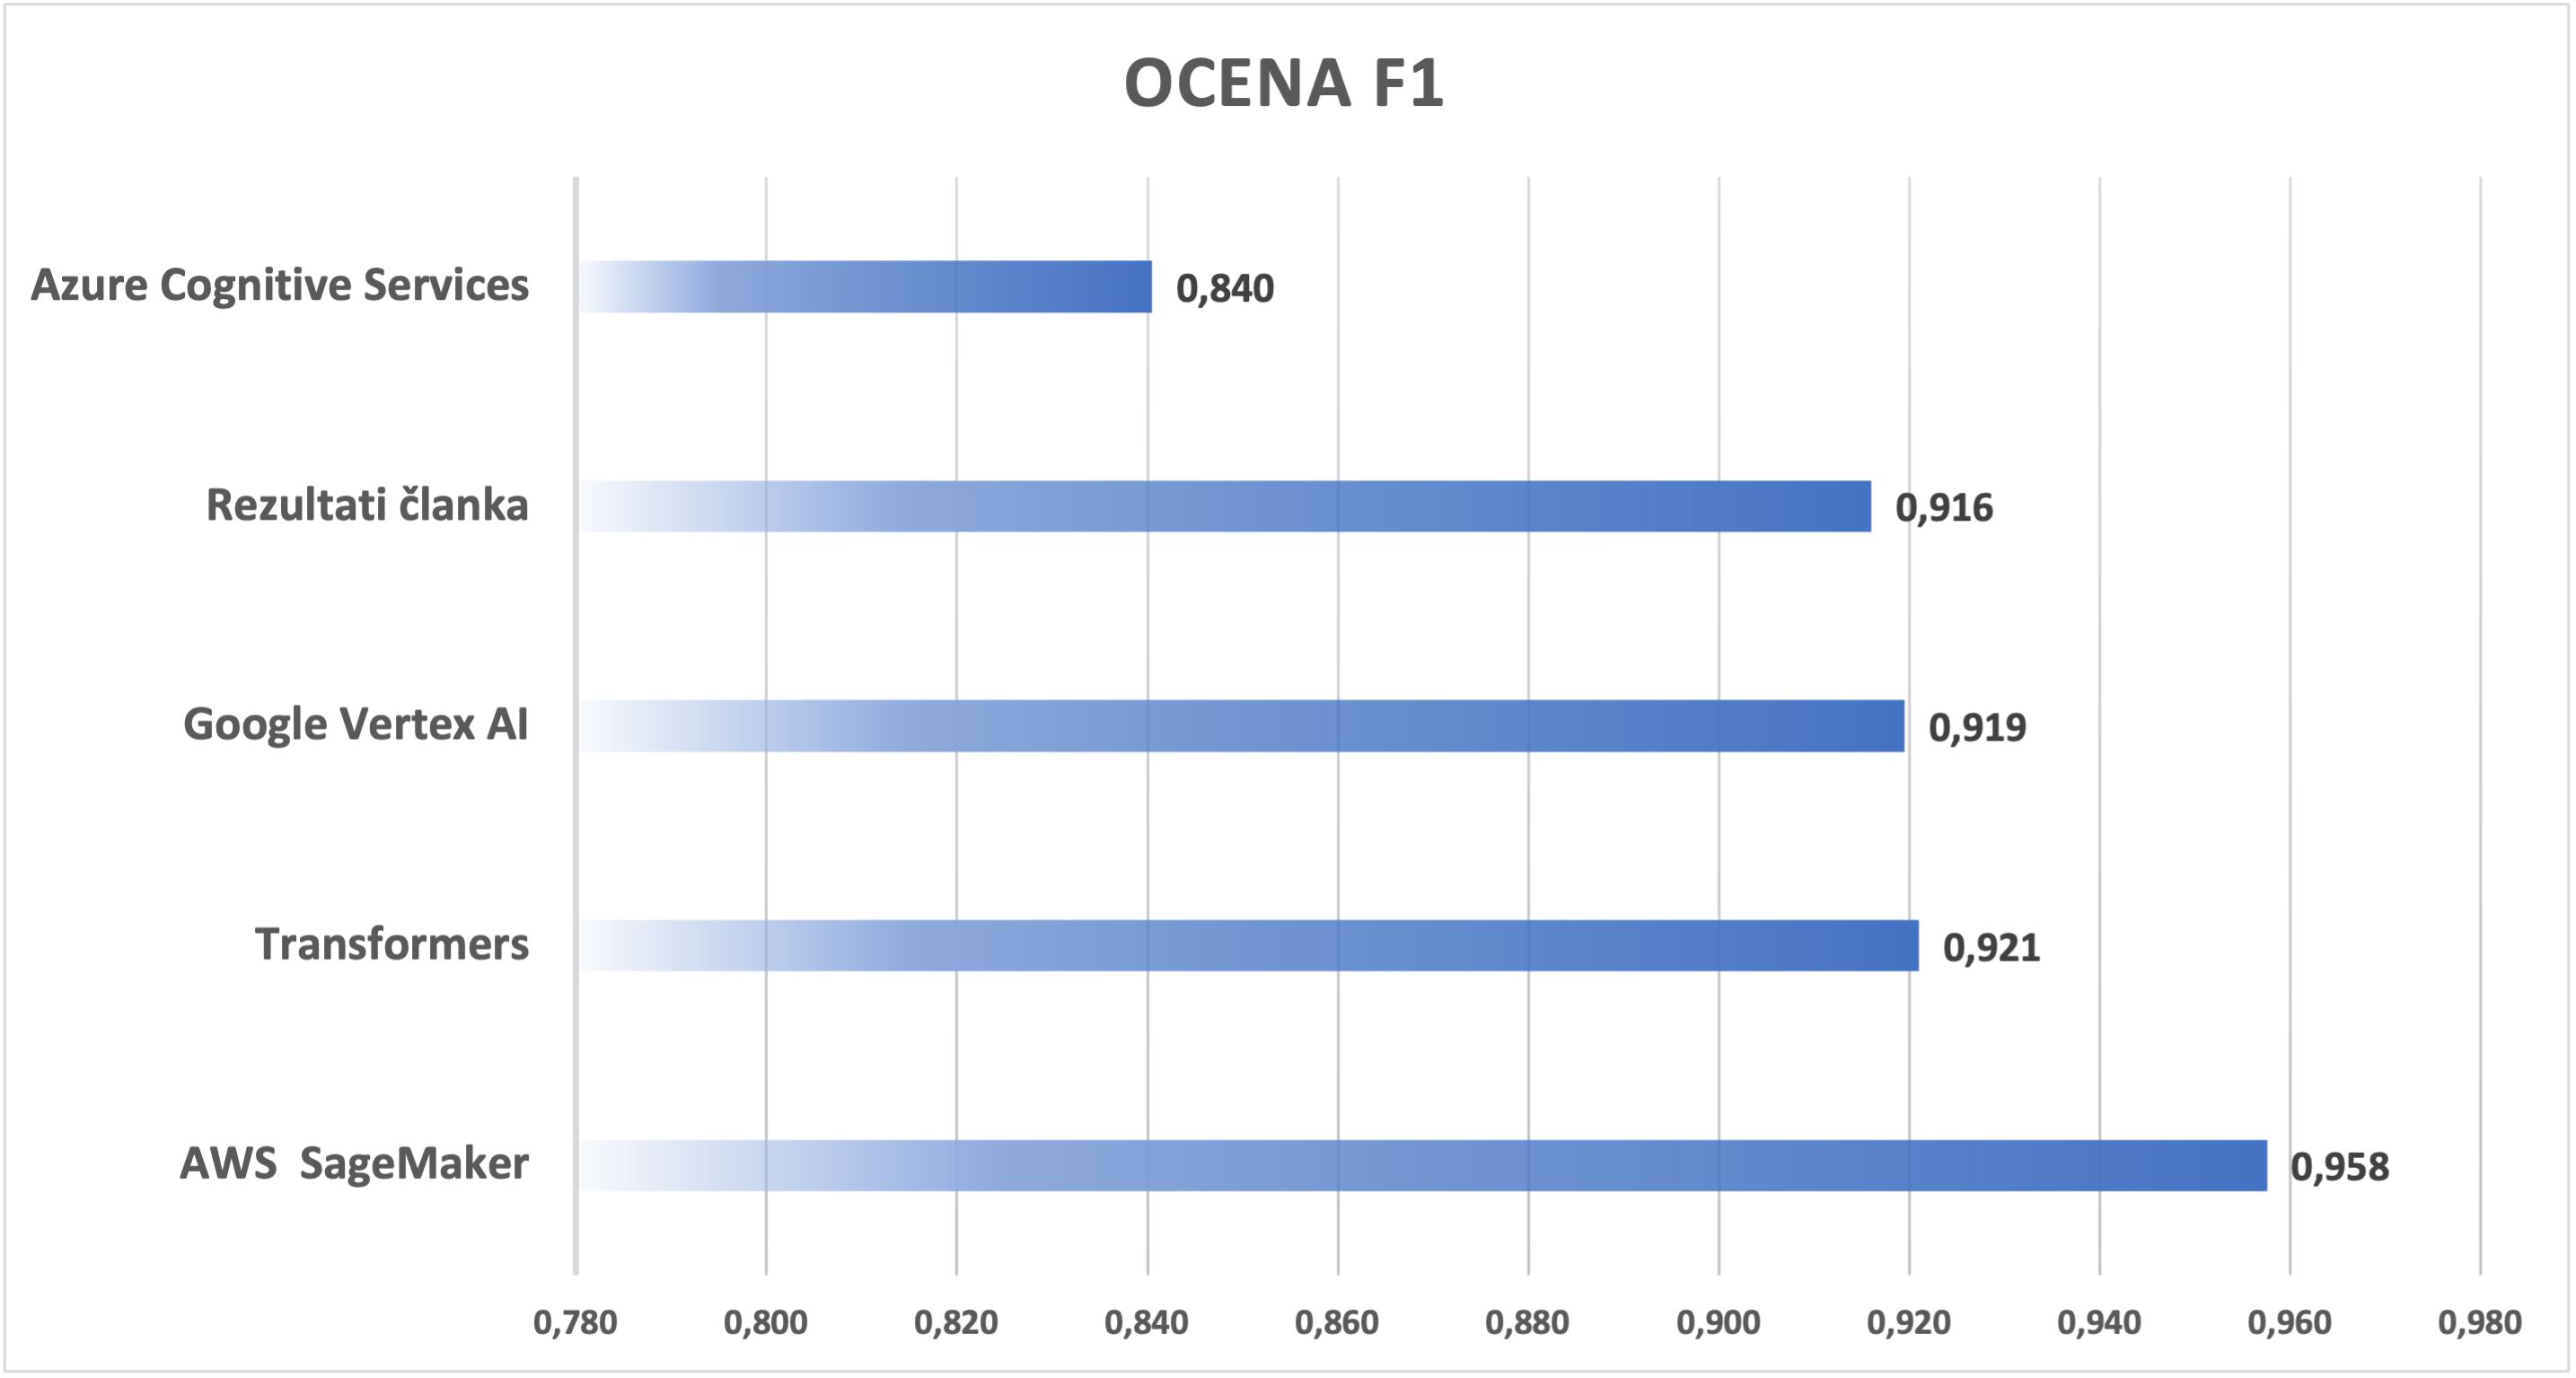 OCENA F1
Azure Cognitive Services 0,840
Rezultati članka 0,916
Google Vertex AI 0,919
Transformers 0,921
AWS  SageMaker 0,958
0,780 0,800 0,820 0,840 0,860 0,880 0,900 0,920 0,940 0,960 0,980